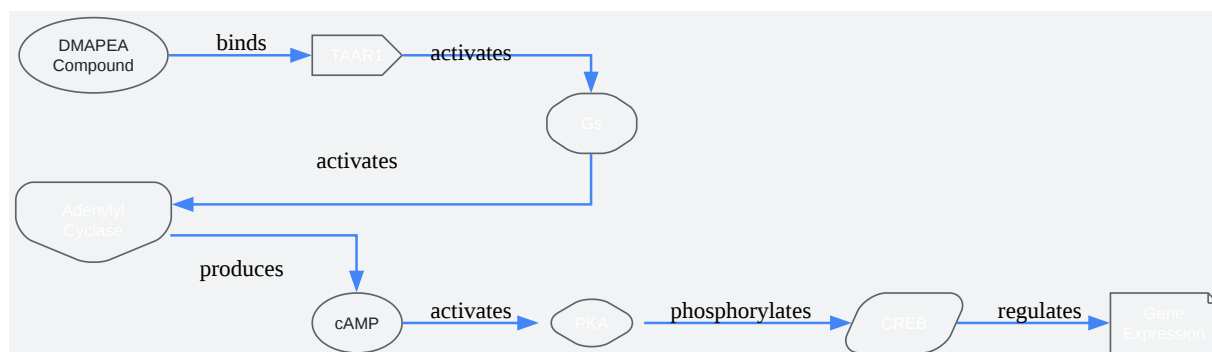 DMAPEA
Compound
binds
TAAR1
activates
Gs
activates
Adenylyl
Cyclase
produces
cAMP
activates
PKA
phosphorylates
CREB
regulates
Gene
Expression